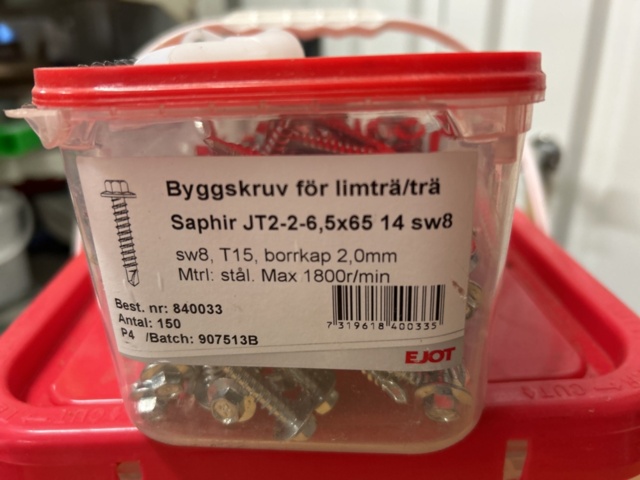 Byggskruv för limträ/trä
Saphir JT2-2-6,5x65 14 sw8
sw8, T15, borrkap 2,0mm
Mtrl: stål. Max 1800r/min
Best. nr: 840033
Antal: 150
P4 /Batch: 907513B
7 319618 400335
EJOT